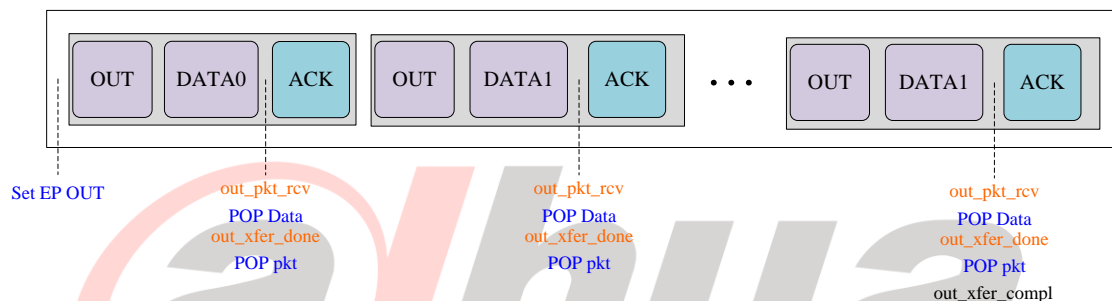 OUT DATA0 ACK OUT DATA1 ACK ... OUT DATA1 ACK
Set EP OUT
out_pkt_rcv out_pkt_rcv out_pkt_rcv
POP Data POP Data POP Data
out_xfer_done out_xfer_done out_xfer_done
POP pkt POP pkt POP pkt
out_xfer_compl
alhua